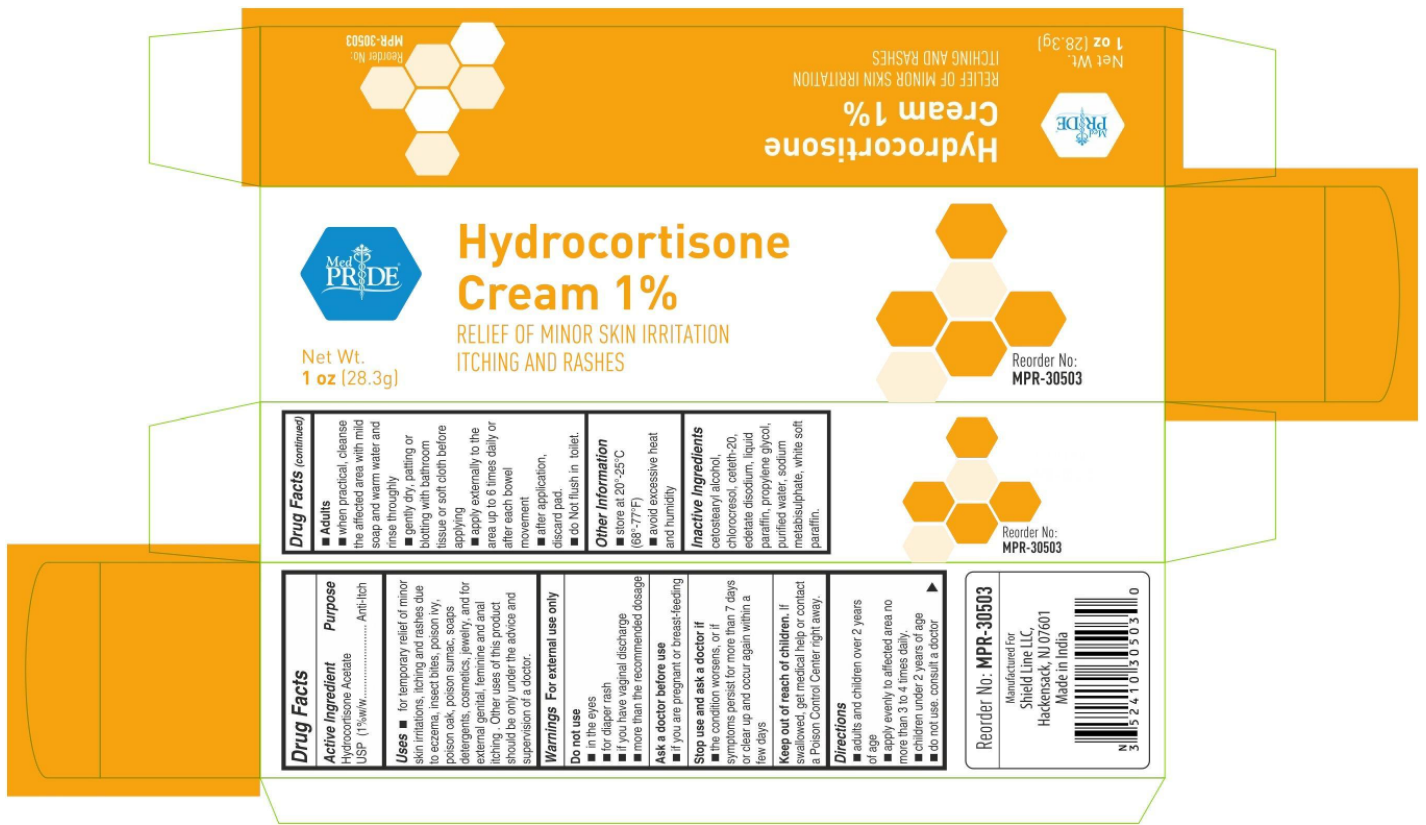 Reorder No:
MPR-30503
Hydrocortisone
Cream 1%
RELIEF OF MINOR SKIN IRRITATION
ITCHING AND RASHES
Med
PRIDE
Net Wt.
1 oz (28.3g)
Med
PRIDE®
Net Wt.
1 oz (28.3g)
Hydrocortisone
Cream 1%
RELIEF OF MINOR SKIN IRRITATION
ITCHING AND RASHES
Reorder No:
MPR-30503
Drug Facts (continued)
■ Adults
■ when practical, cleanse
the affected area with mild
soap and warm water and
rinse throughly
■ gently dry, patting or
blotting with bathroom
tissue or soft cloth before
applying
■ apply externally to the
area up to 6 times daily or
after each bowel
movement
■ after application,
discard pad.
■ do Not flush in toilet.
Other Information
■ store at 20°-25°C
(68°-77°F)
■ avoid excessive heat
and humidity
Inactive Ingredients
cetostearyl alcohol,
chlorocresol, ceteth-20,
edetate disodium, liquid
paraffin, propylene glycol,
purified water, sodium
metabisulphate, white soft
paraffin.
Reorder No:
MPR-30503
Drug Facts
Active Ingredient Purpose
Hydrocortisone Acetate
USP (1%w/w.............................. Anti-Itch
Uses ■ for temporary relief of minor
skin irritations, itching and rashes due
to eczema, insect bites, poison ivy,
poison oak, poison sumac, soaps
detergents, cosmetics, jewelry, and for
external genital, feminine and anal
itching . Other uses of this product
should be only under the advice and
supervision of a doctor.
Warnings For external use only
Do not use
■ in the eyes
■ for diaper rash
■ if you have vaginal discharge
■ more than the recommended dosage
Ask a doctor before use
■ if you are pregnant or breast-feeding
Stop use and ask a doctor if
■ the condition worsens, or if
symptoms persist for more than 7 days
or clear up and occur again within a
few days
Keep out of reach of children. If
swallowed, get medical help or contact
a Poison Control Center right away.
Directions
■ adults and children over 2 years
of age
■ apply evenly to affected area no
more than 3 to 4 times daily.
■ children under 2 years of age
■ do not use. consult a doctor
Reorder No: MPR-30503
Manufactured For
Shield Line LLC,
Hackensack, NJ 07601
Made in India
N
3 52410 30503 0